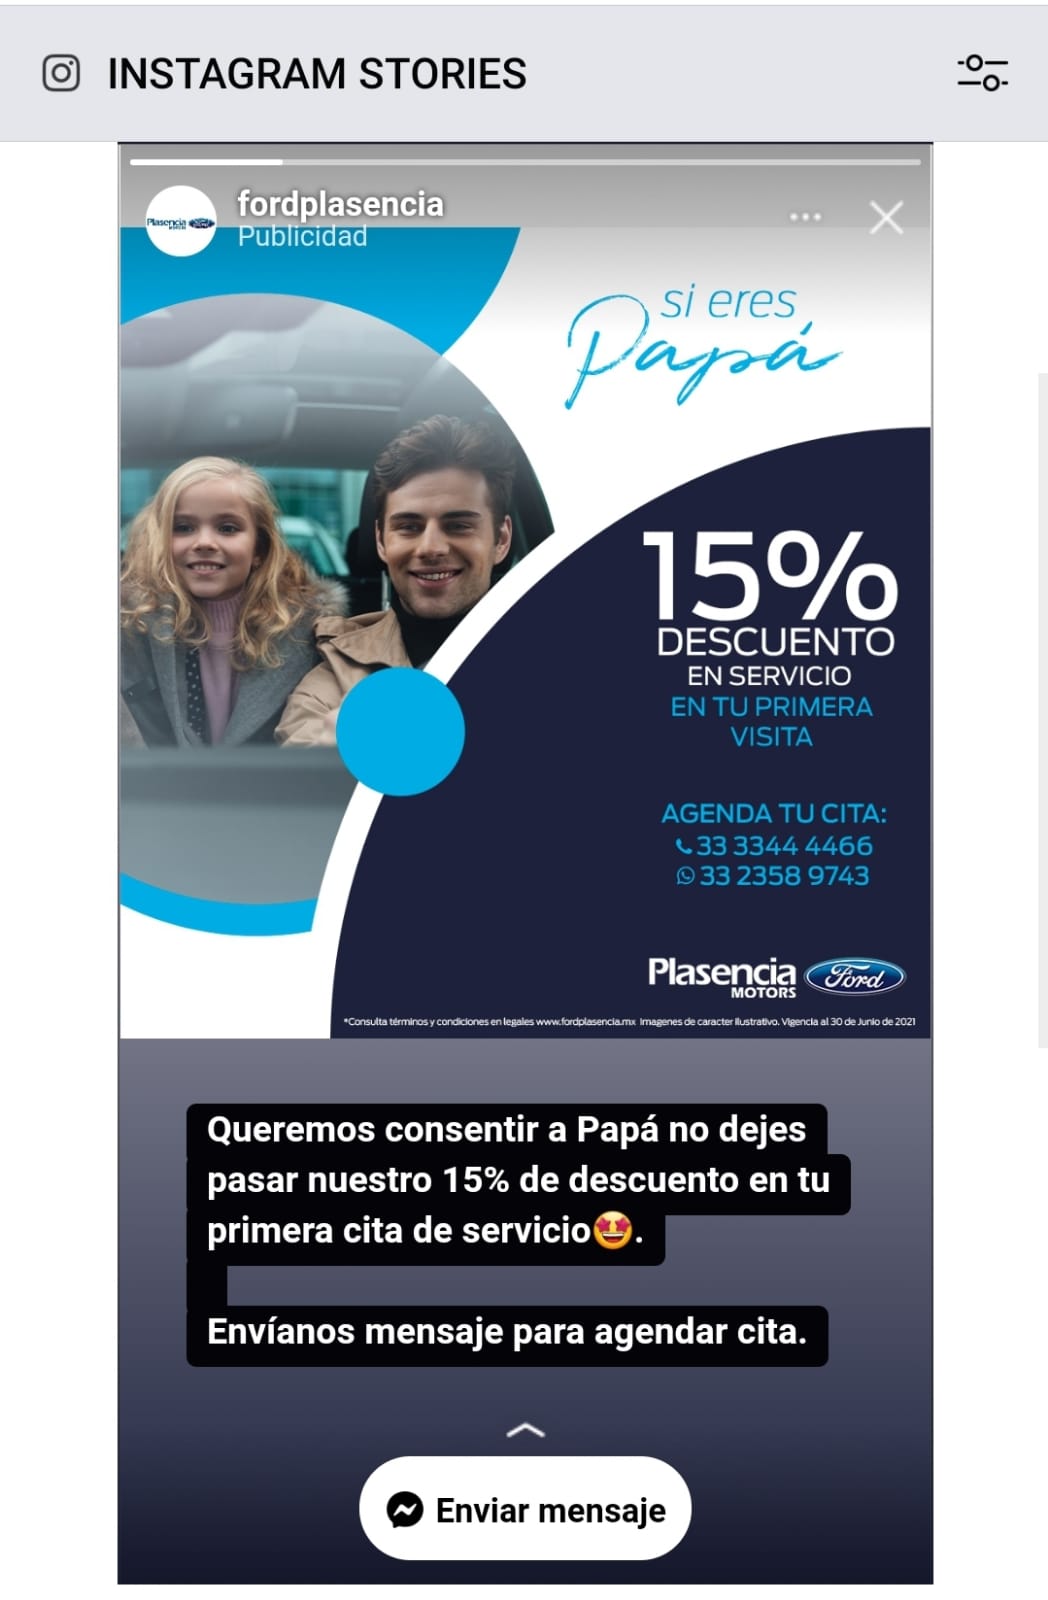 INSTAGRAM STORIES
fordplasencia
Publicidad
Plasencia
MOTORS
Ford
si eres
Papá
15%
DESCUENTO
EN SERVICIO
EN TU PRIMERA
VISITA
AGENDA TU CITA:
33 3344 4466
33 2358 9743
Plasencia
MOTORS
Ford
*Consulta términos y condiciones en legales www.fordplasencia.mx Imagenes de caracter Ilustrativo. Vigencia al 30 de Junio de 2021
Queremos consentir a Papá no dejes
pasar nuestro 15% de descuento en tu
primera cita de servicio🤩.
Envíanos mensaje para agendar cita.
Enviar mensaje